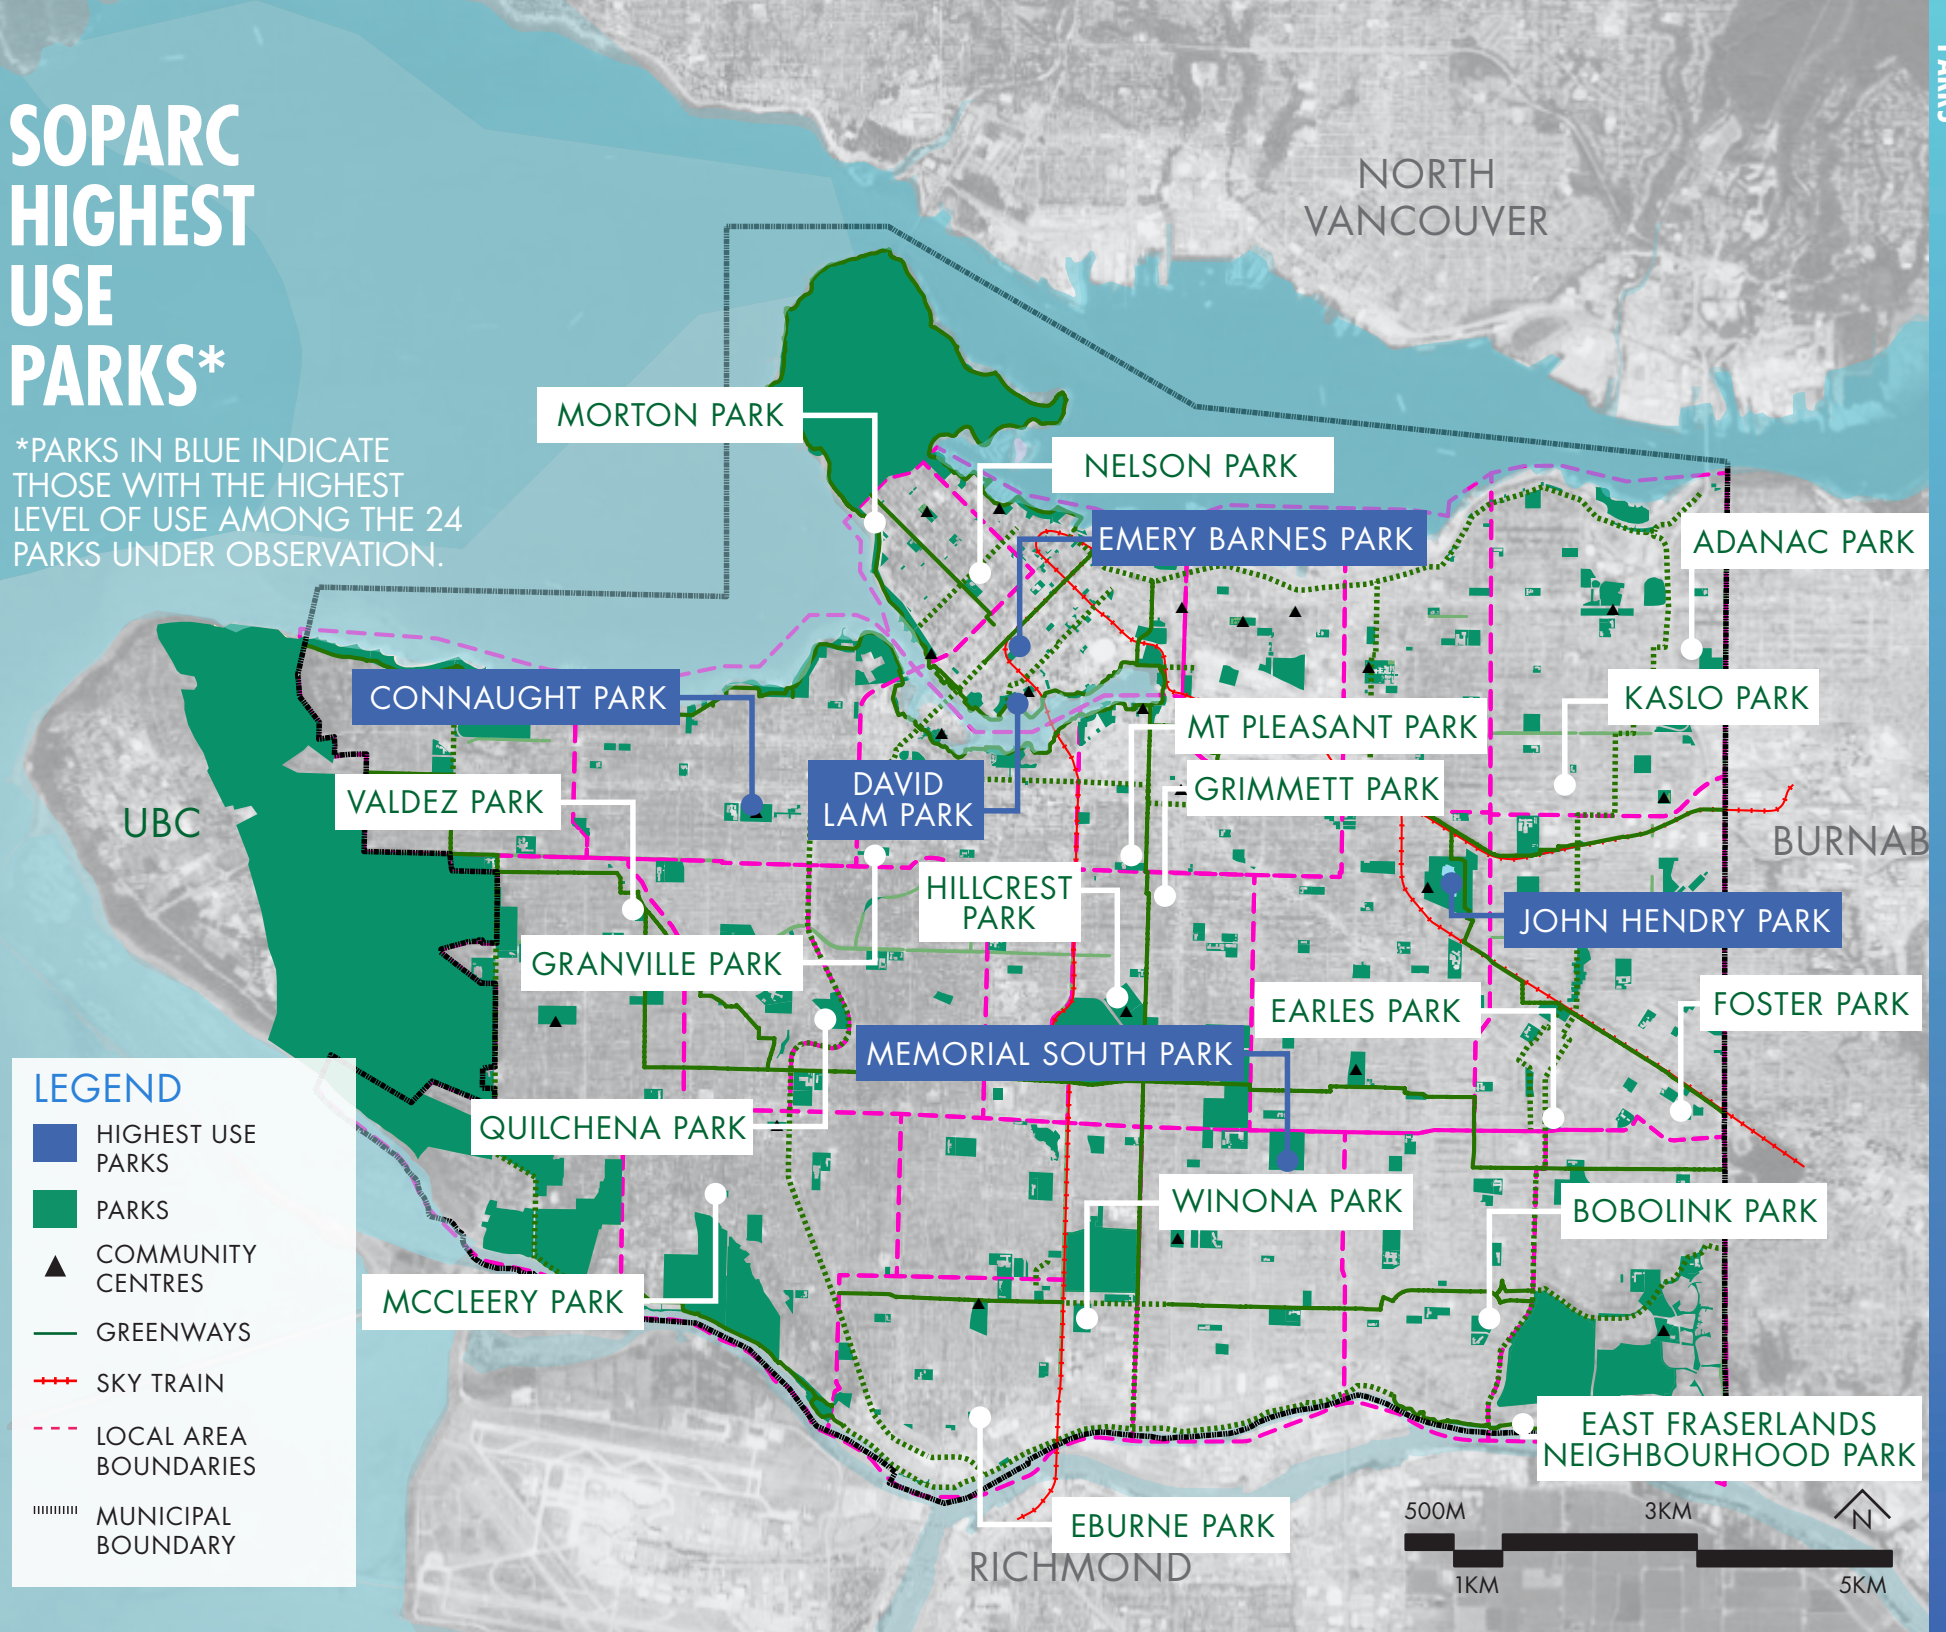 PARKS
SOPARC
HIGHEST
USE
PARKS*
*PARKS IN BLUE INDICATE
THOSE WITH THE HIGHEST
LEVEL OF USE AMONG THE 24
PARKS UNDER OBSERVATION.
NORTH
VANCOUVER
MORTON PARK
NELSON PARK
EMERY BARNES PARK
ADANAC PARK
CONNAUGHT PARK
KASLO PARK
MT PLEASANT PARK
VALDEZ PARK
DAVID
LAM PARK
GRIMMETT PARK
UBC
BURNAB
HILLCREST
PARK
JOHN HENDRY PARK
GRANVILLE PARK
EARLES PARK
FOSTER PARK
MEMORIAL SOUTH PARK
QUILCHENA PARK
WINONA PARK
BOBOLINK PARK
MCCLEERY PARK
EAST FRASERLANDS
NEIGHBOURHOOD PARK
EBURNE PARK
RICHMOND
LEGEND
HIGHEST USE
PARKS
PARKS
COMMUNITY
CENTRES
GREENWAYS
SKY TRAIN
LOCAL AREA
BOUNDARIES
MUNICIPAL
BOUNDARY
500M
3KM
N
1KM
5KM